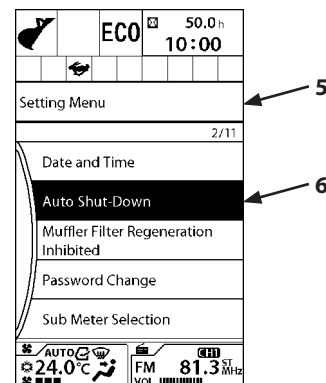 ECO
50.0 h
10:00
Setting Menu
5
2/11
Date and Time
Auto Shut-Down
6
Muffler Filter Regeneration
Inhibited
Password Change
Sub Meter Selection
AUTO
CH1
24.0℃
FM
81.3 ST MHz
VOL